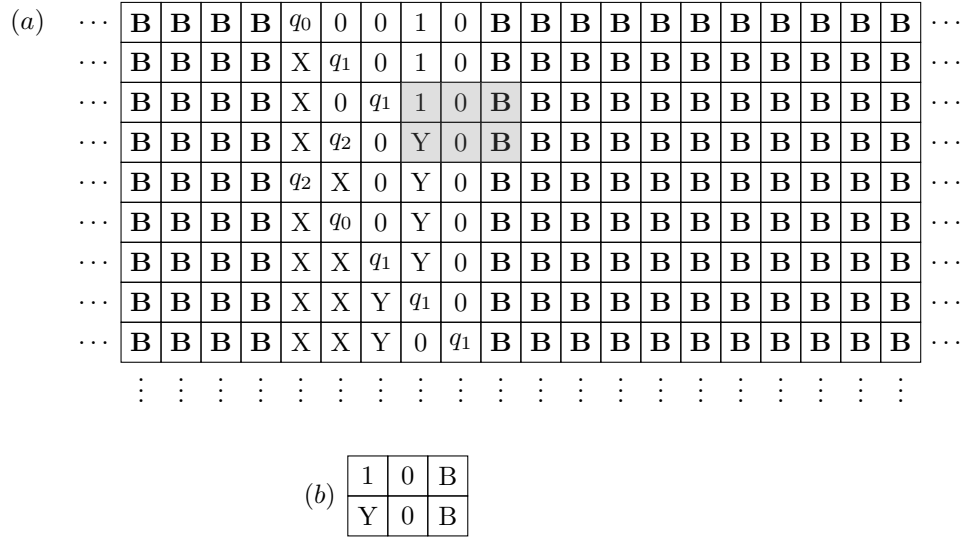 (a) ⋯ B B B B q₀ 0 0 1 0 B B B B B B B B B B B ⋯
⋯ B B B B X q₁ 0 1 0 B B B B B B B B B B B ⋯
⋯ B B B B X 0 q₁ 1 0 B B B B B B B B B B B ⋯
⋯ B B B B X q₂ 0 Y 0 B B B B B B B B B B B ⋯
⋯ B B B B q₂ X 0 Y 0 B B B B B B B B B B B ⋯
⋯ B B B B X q₀ 0 Y 0 B B B B B B B B B B B ⋯
⋯ B B B B X X q₁ Y 0 B B B B B B B B B B B ⋯
⋯ B B B B X X Y q₁ 0 B B B B B B B B B B B ⋯
⋯ B B B B X X Y 0 q₁ B B B B B B B B B B B ⋯
⋮ ⋮ ⋮ ⋮ ⋮ ⋮ ⋮ ⋮ ⋮ ⋮ ⋮ ⋮ ⋮ ⋮ ⋮ ⋮ ⋮ ⋮ ⋮ ⋮
(b) 1 0 B
Y 0 B